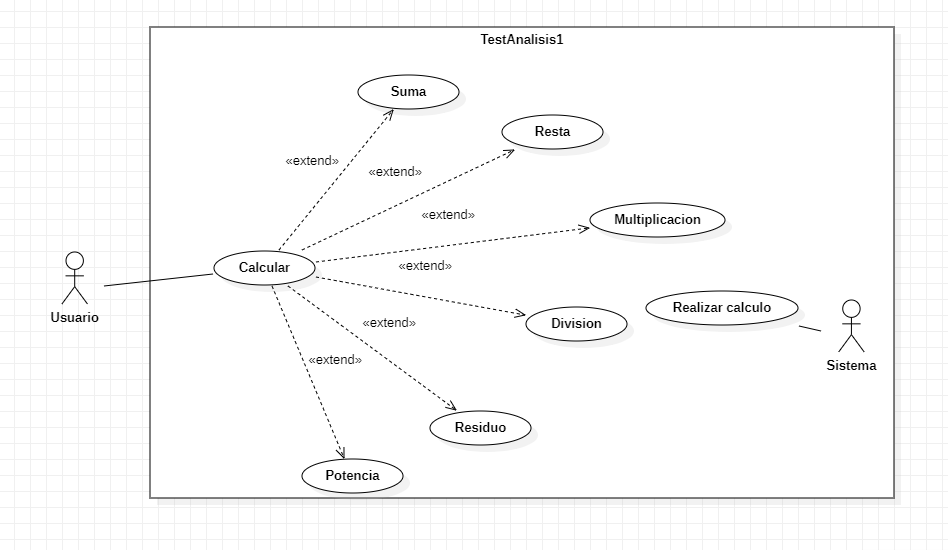 TestAnalisis1
Suma
Resta
«extend»
«extend»
Multiplicacion
«extend»
Calcular
«extend»
Usuario
Realizar calculo
Division
«extend»
Sistema
«extend»
Residuo
Potencia